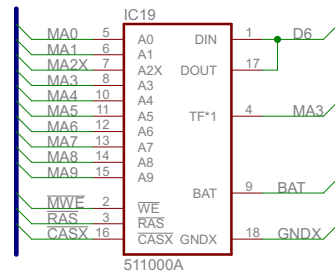 IC19
MA0 5 A0 DIN 1 D6
MA1 6 A1
MA2X 7 A2X DOUT 17
MA3 8 A3
MA4 10 A4
MA5 11 A5 TF*1 4 MA3
MA6 12 A6
MA7 13 A7
MA8 14 A8
MA9 15 A9
BAT 9 BAT
MWE 2 WE
RAS 3 RAS
CASX 16 CASX GNDX 18 GNDX
511000A